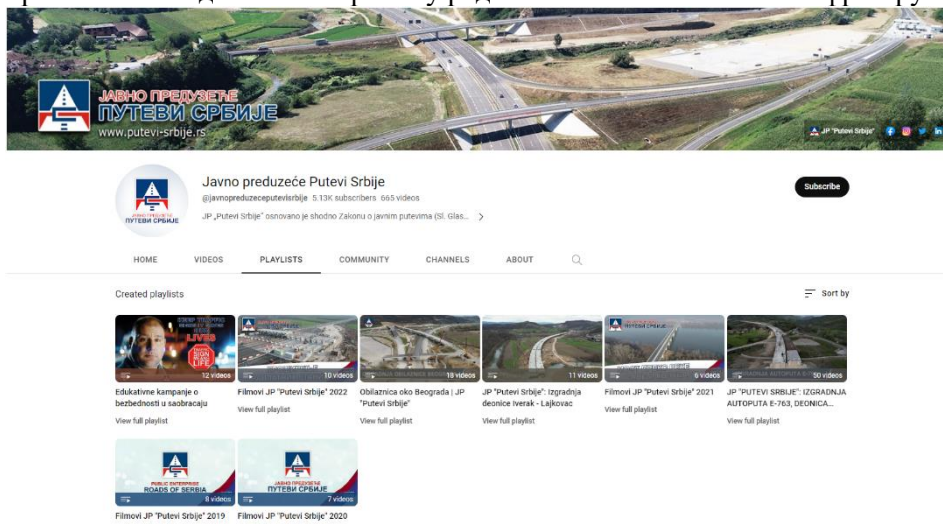 ЈАВНО ПРЕДУЗЕЋЕ
ПУТЕВИ СРБИЈЕ
www.putevi-srbije.rs
JP "Putevi Srbije"
Javno preduzeće Putevi Srbije
@javnopreduzeceputevisrbije 5.13K subscribers 665 videos
JP „Putevi Srbije" osnovano je shodno Zakonu o javnim putevima (Sl. Glas...
Subscribe
HOME VIDEOS PLAYLISTS COMMUNITY CHANNELS ABOUT
Created playlists
Sort by
LIVES
12 videos
10 videos
18 videos
11 videos
6 videos
50 videos
Edukativne kampanje o bezbednosti u saobracaju
View full playlist
Filmovi JP "Putevi Srbije" 2022
View full playlist
Obilaznica oko Beograda | JP "Putevi Srbije"
View full playlist
JP "Putevi Srbije": Izgradnja deonice Iverak - Lajkovac
View full playlist
Filmovi JP "Putevi Srbije" 2021
View full playlist
JP "PUTEVI SRBIJE": IZGRADNJA AUTOPUTA E-763, DEONICA...
View full playlist
PUBLIC ENTERPRISE
ROADS OF SERBIA
8 videos
ЈАВНО ПРЕДУЗЕЋЕ
ПУТЕВИ СРБИЈЕ
7 videos
Filmovi JP "Putevi Srbije" 2019
Filmovi JP "Putevi Srbije" 2020